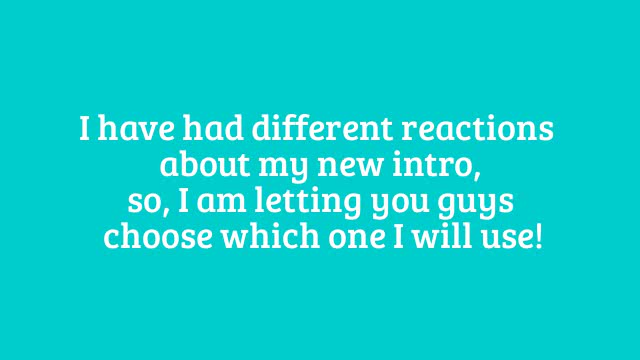 I have had different reactions
about my new intro,
so, I am letting you guys
choose which one I will use!